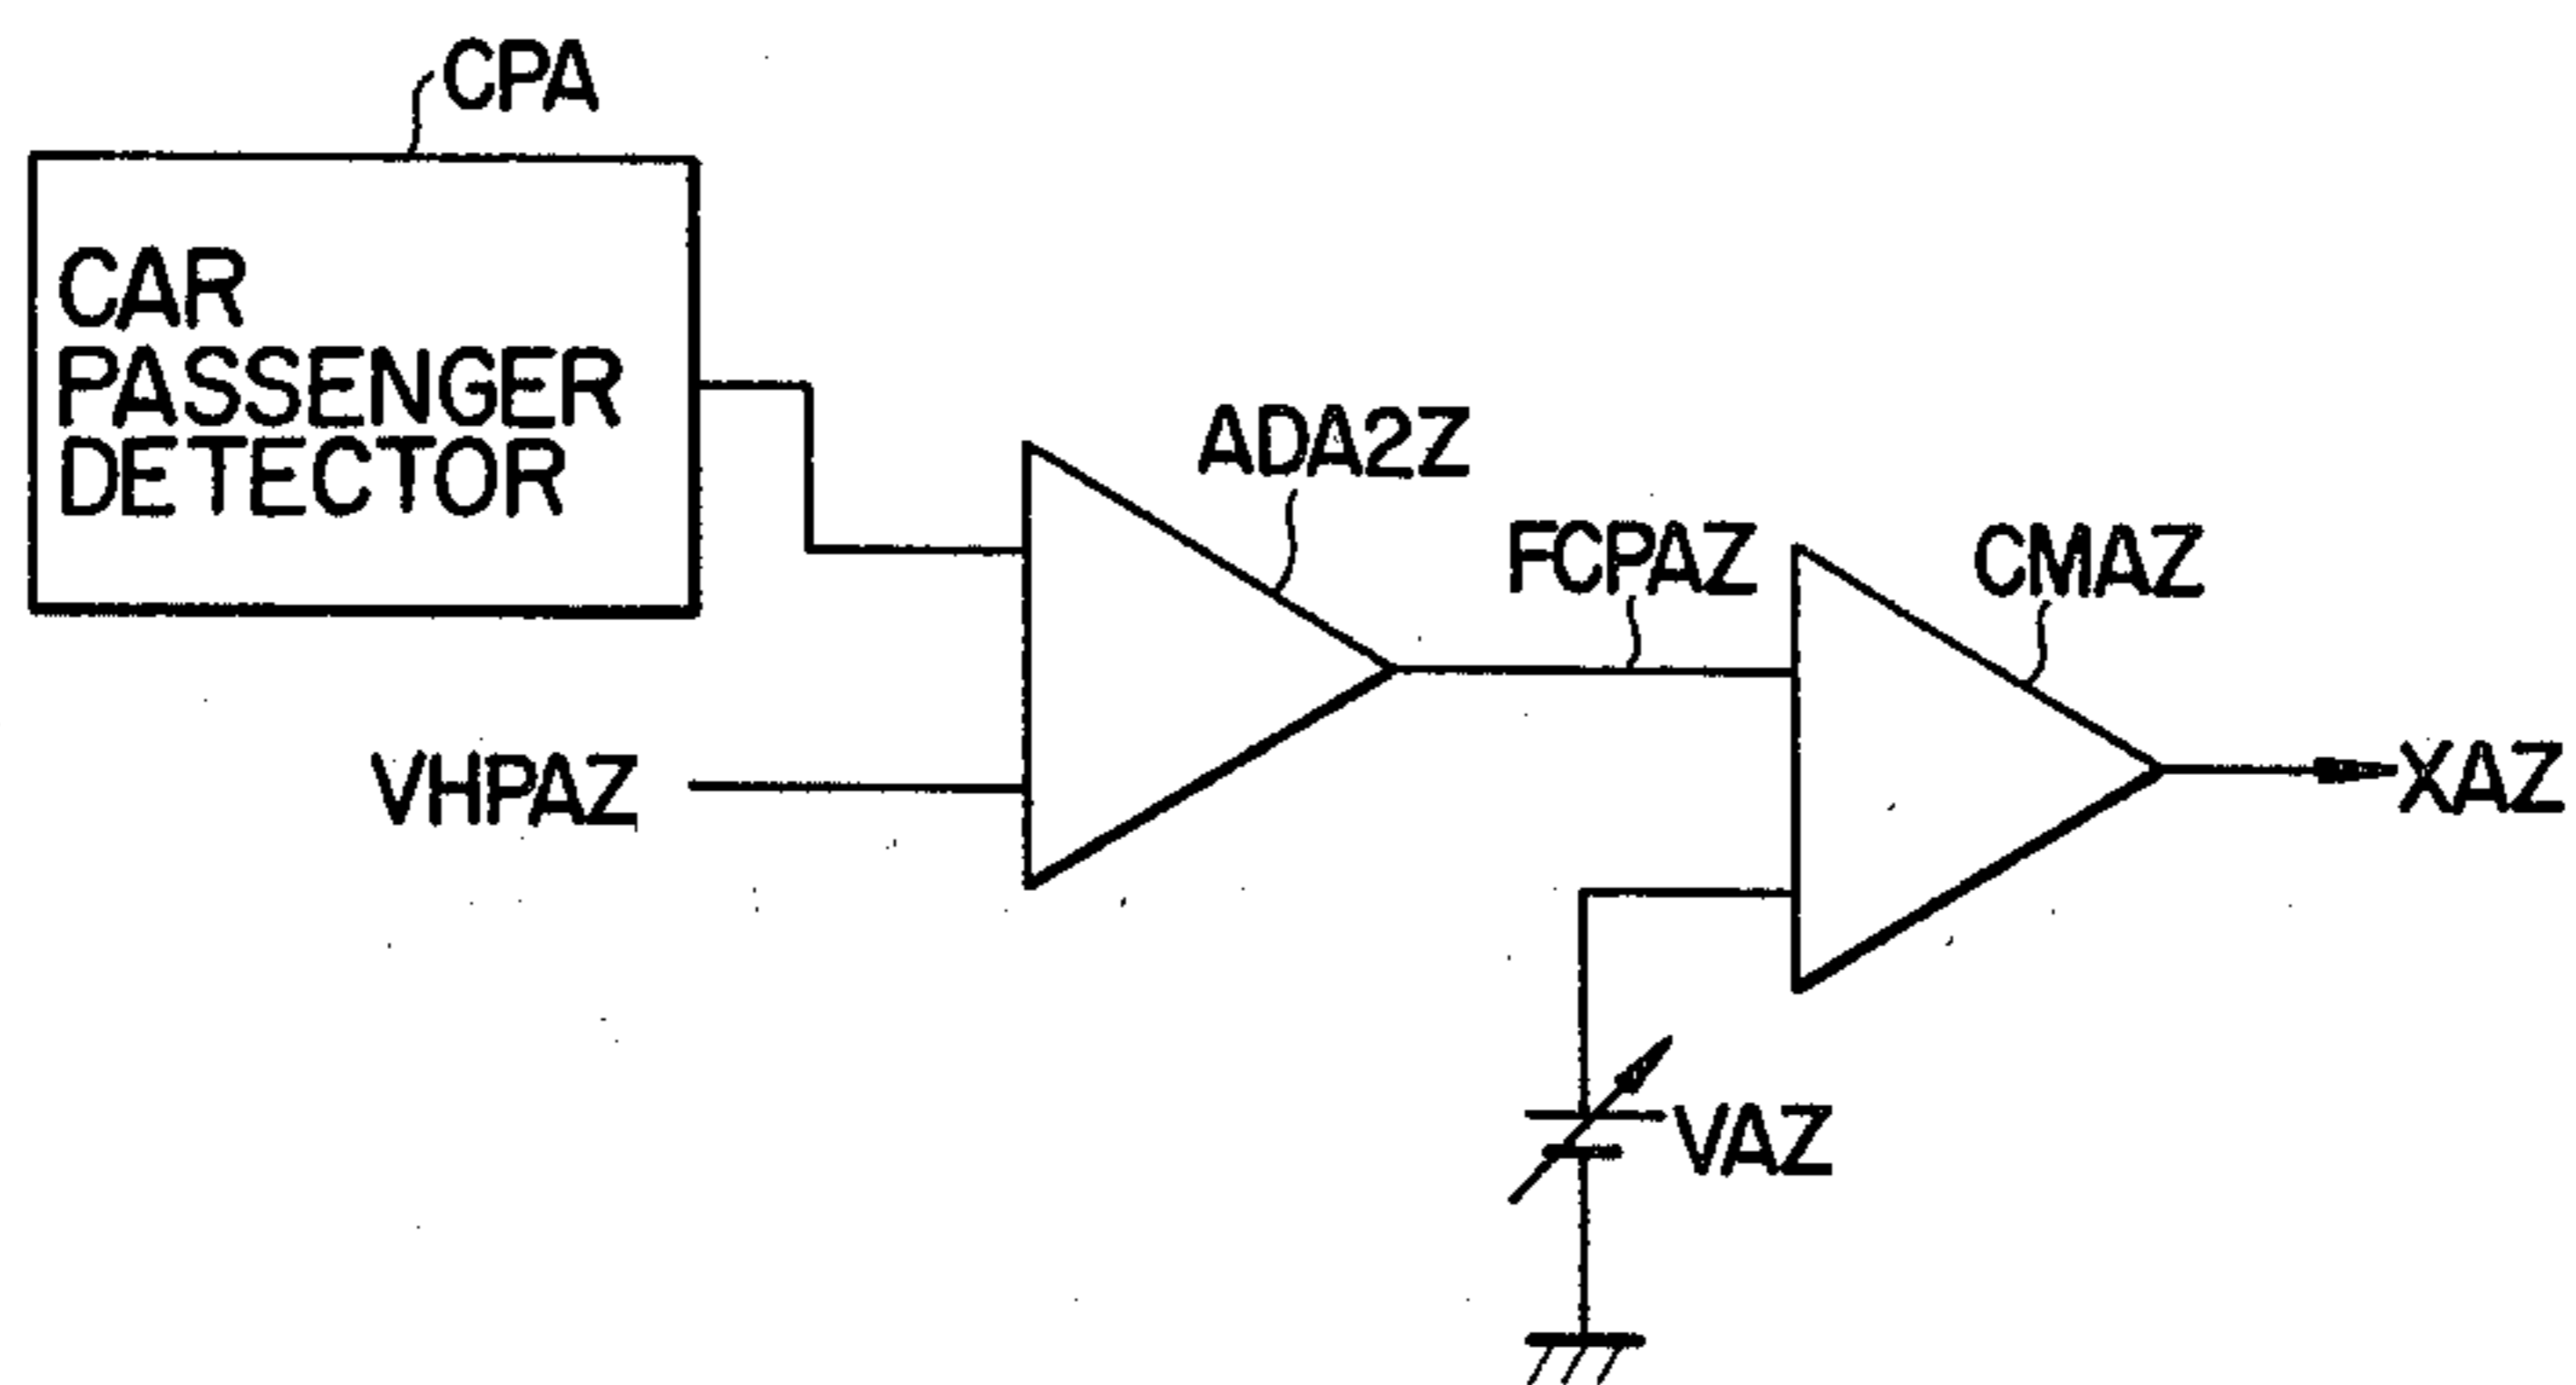 CPA
CAR
PASSENGER
DETECTOR
ADA2Z
FCPAZ
CMAZ
VHPAZ
XAZ
VAZ